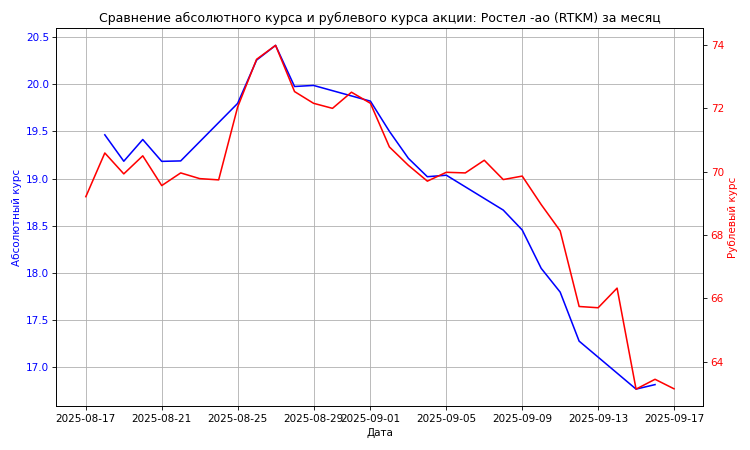 Сравнение абсолютного курса и рублевого курса акции: Ростел -ао (RTKM) за месяц
20.5
20.0
19.5
19.0
18.5
18.0
17.5
17.0
Абсолютный курс
74
72
70
68
66
64
Рублевый курс
2025-08-17 2025-08-21 2025-08-25 2025-08-29 2025-09-01 2025-09-05 2025-09-09 2025-09-13 2025-09-17
Дата